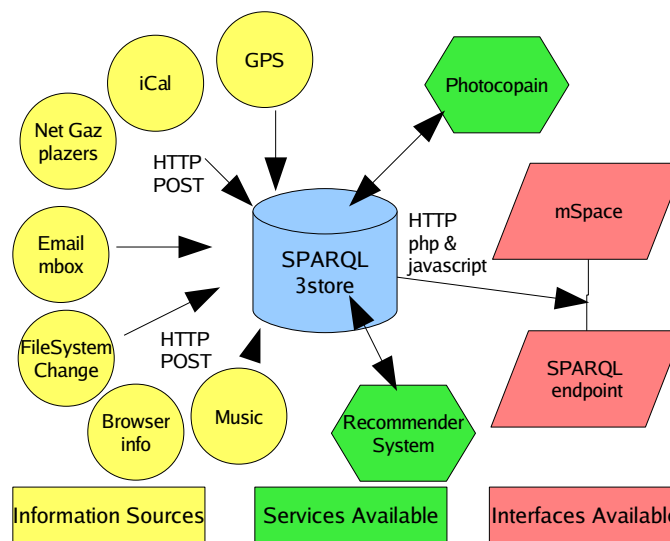 GPS
iCal
Photocopain
Net Gaz
plazers
HTTP
POST
mSpace
HTTP
php &
javascript
Email
mbox
SPARQL
3store
FileSystem
Change
HTTP
POST
SPARQL
endpoint
Music
Browser
info
Recommender
System
Information Sources
Services Available
Interfaces Available